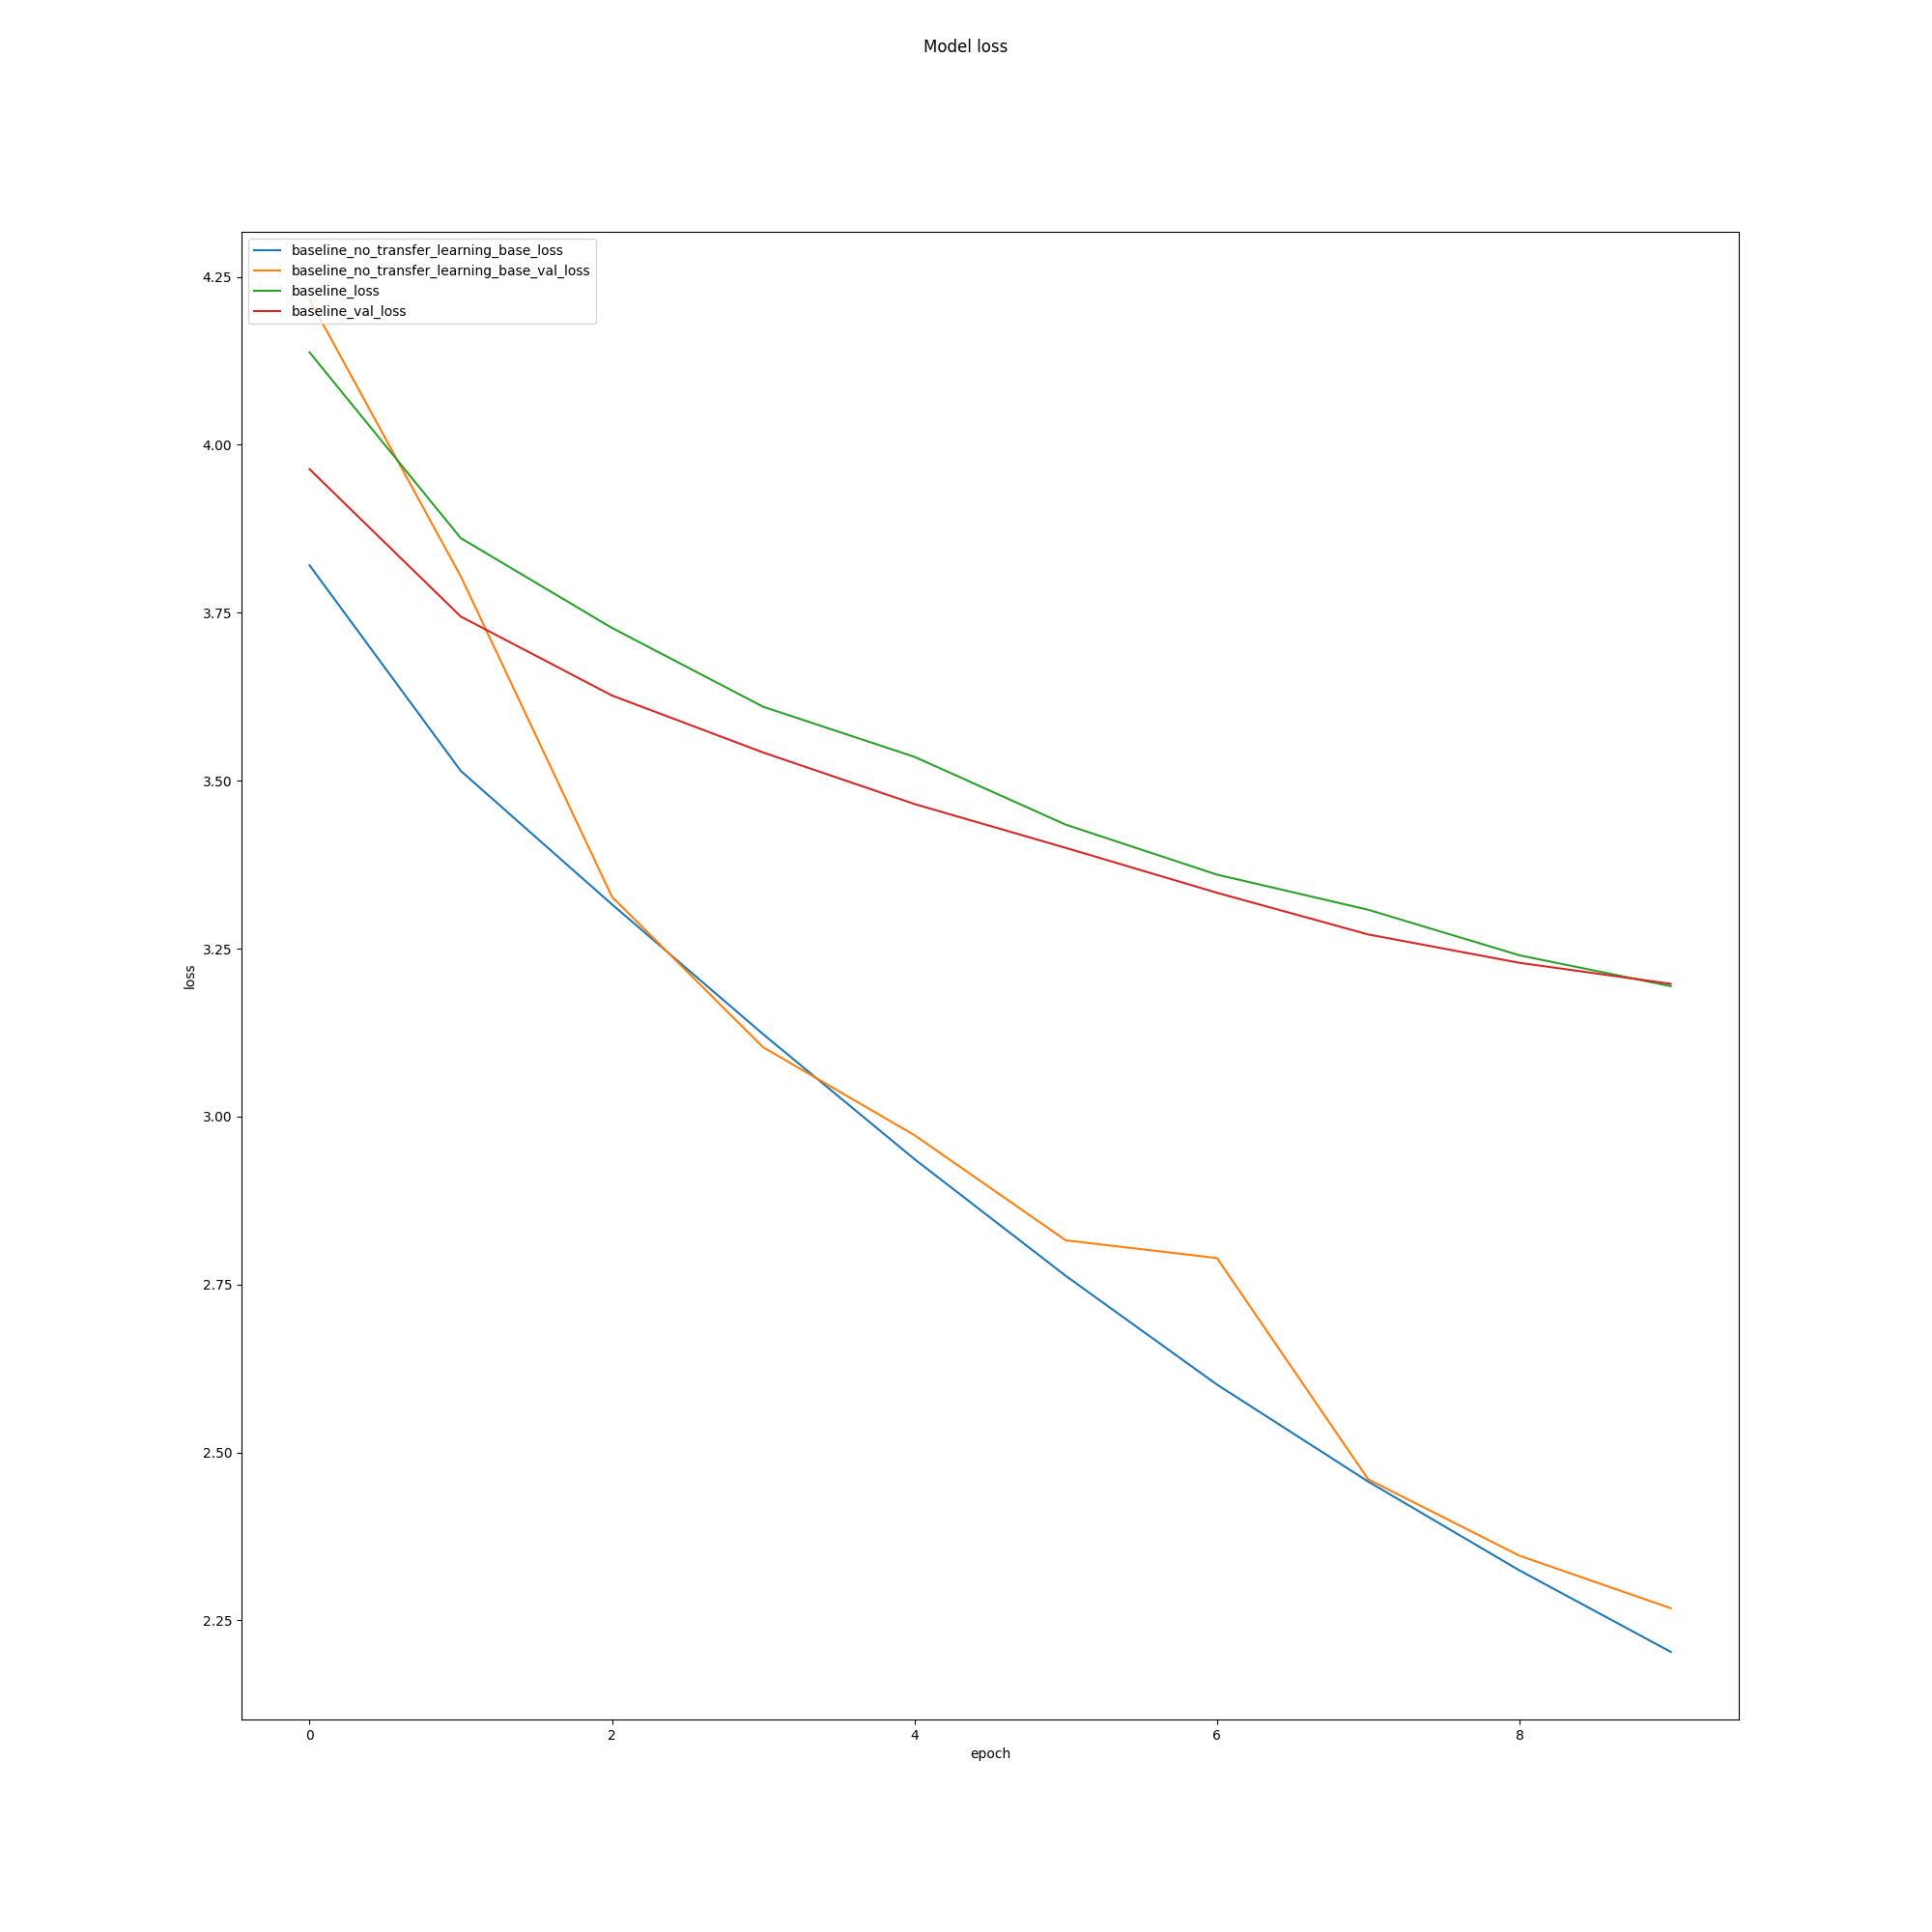 Model loss
baseline_no_transfer_learning_base_loss
baseline_no_transfer_learning_base_val_loss
baseline_loss
baseline_val_loss
4.25
4.00
3.75
3.50
3.25
3.00
2.75
2.50
2.25
loss
0 2 4 6 8
epoch